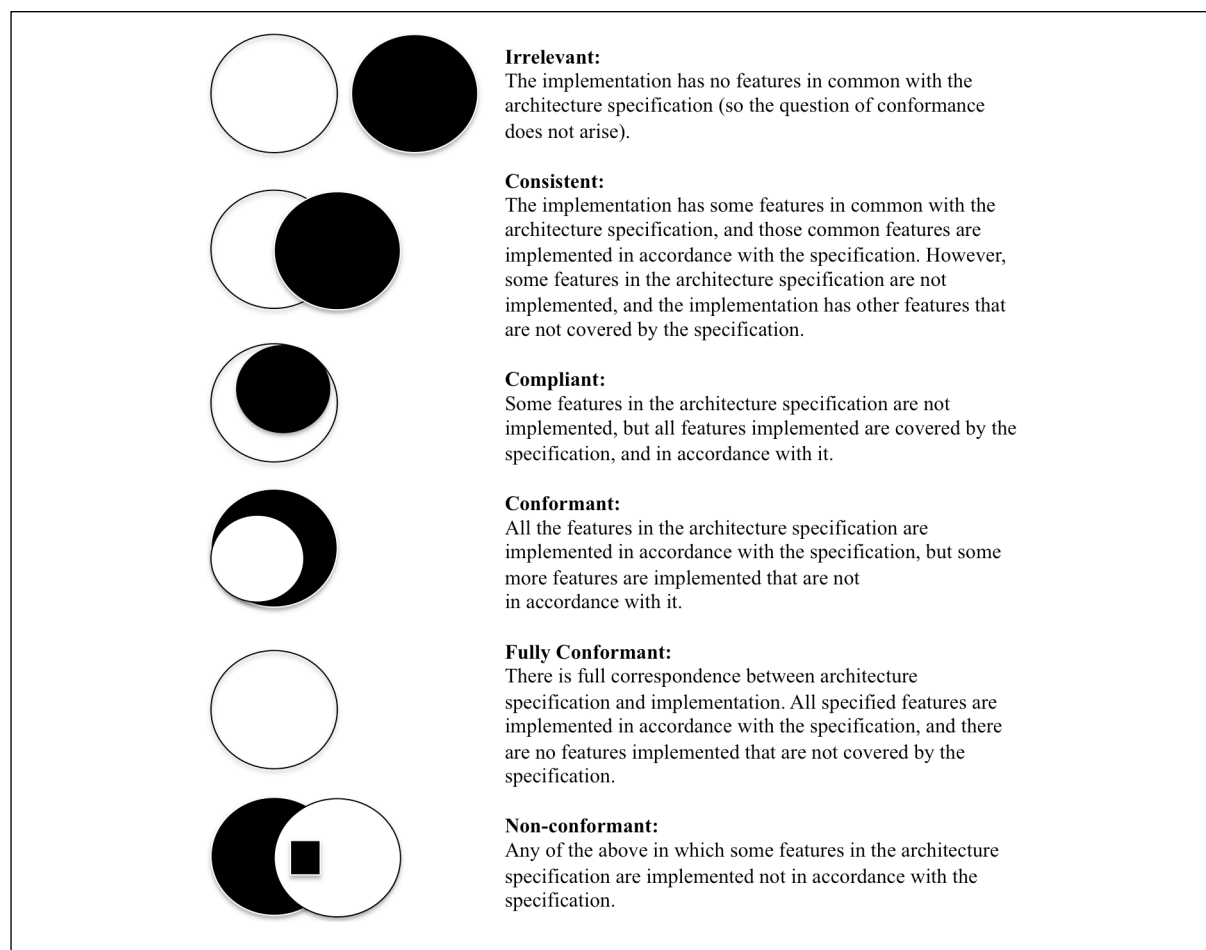 Irrelevant:
The implementation has no features in common with the
architecture specification (so the question of conformance
does not arise).
Consistent:
The implementation has some features in common with the
architecture specification, and those common features are
implemented in accordance with the specification. However,
some features in the architecture specification are not
implemented, and the implementation has other features that
are not covered by the specification.
Compliant:
Some features in the architecture specification are not
implemented, but all features implemented are covered by the
specification, and in accordance with it.
Conformant:
All the features in the architecture specification are
implemented in accordance with the specification, but some
more features are implemented that are not
in accordance with it.
Fully Conformant:
There is full correspondence between architecture
specification and implementation. All specified features are
implemented in accordance with the specification, and there
are no features implemented that are not covered by the
specification.
Non-conformant:
Any of the above in which some features in the architecture
specification are implemented not in accordance with the
specification.